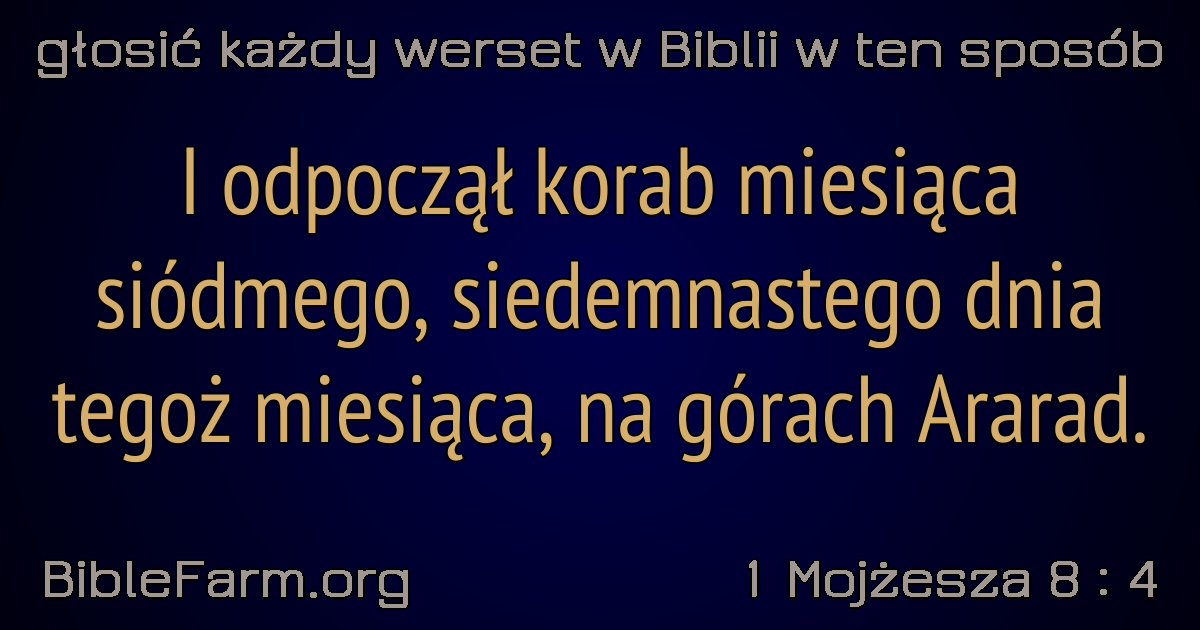 głosić każdy werset w Biblii w ten sposób
I odpoczął korab miesiąca
siódmego, siedemnastego dnia
tegoż miesiąca, na górach Ararad.
BibleFarm.org
1 Mojżesza 8 : 4